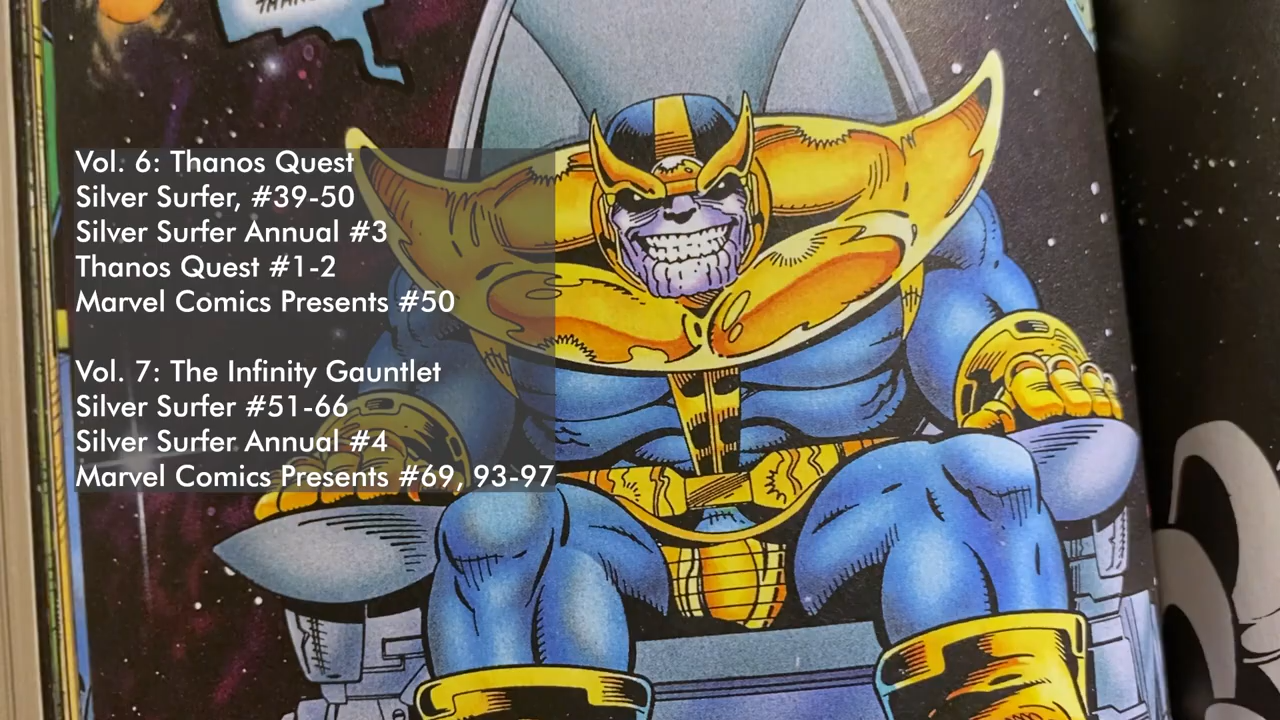 Vol. 6: Thanos Quest
Silver Surfer, #39-50
Silver Surfer Annual #3
Thanos Quest #1-2
Marvel Comics Presents #50
Vol. 7: The Infinity Gauntlet
Silver Surfer #51-66
Silver Surfer Annual #4
Marvel Comics Presents #69, 93-97